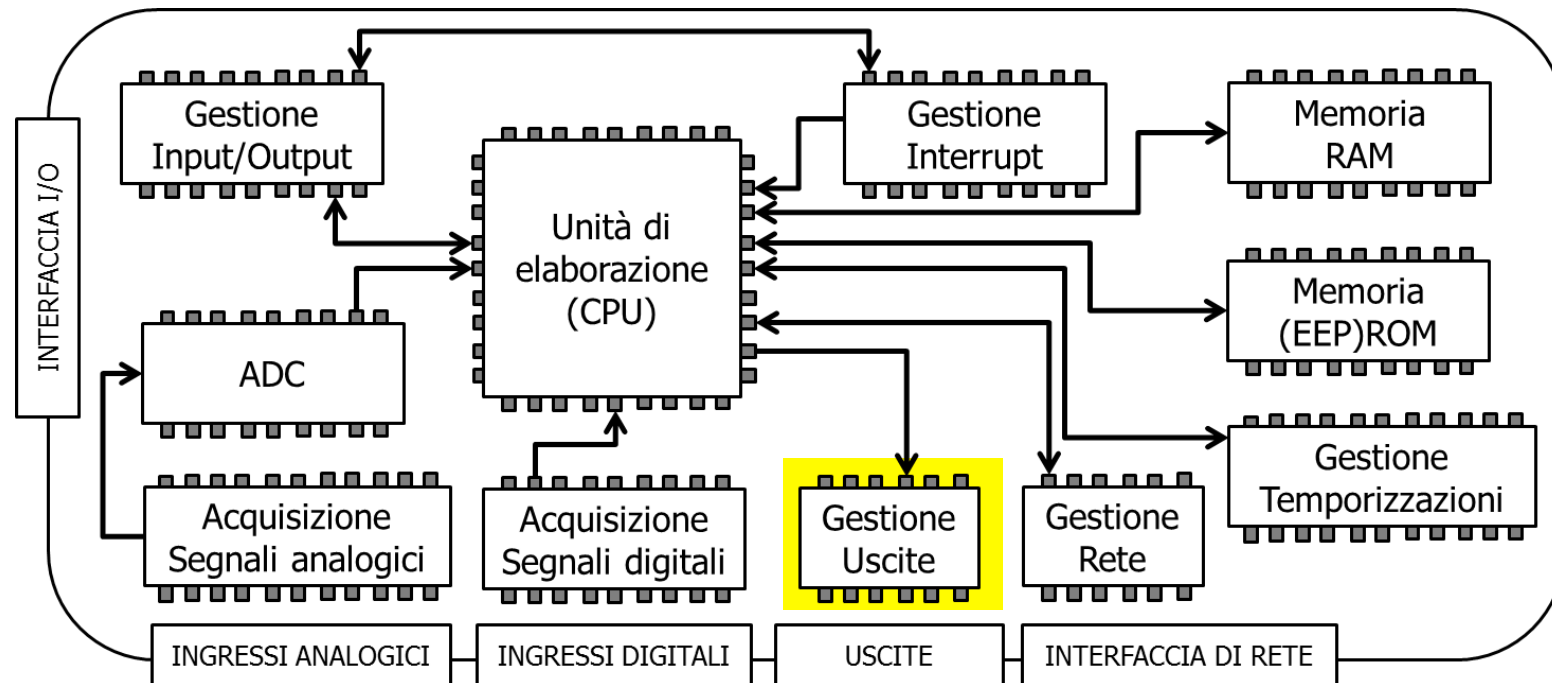 Gestione
Input/Output
Gestione
Interrupt
Memoria
RAM
INTERFACCIA I/O
Unità di
elaborazione
(CPU)
Memoria
(EEP)ROM
ADC
Gestione
Temporizzazioni
Acquisizione
Segnali analogici
Acquisizione
Segnali digitali
Gestione
Uscite
Gestione
Rete
INGRESSI ANALOGICI
INGRESSI DIGITALI
USCITE
INTERFACCIA DI RETE